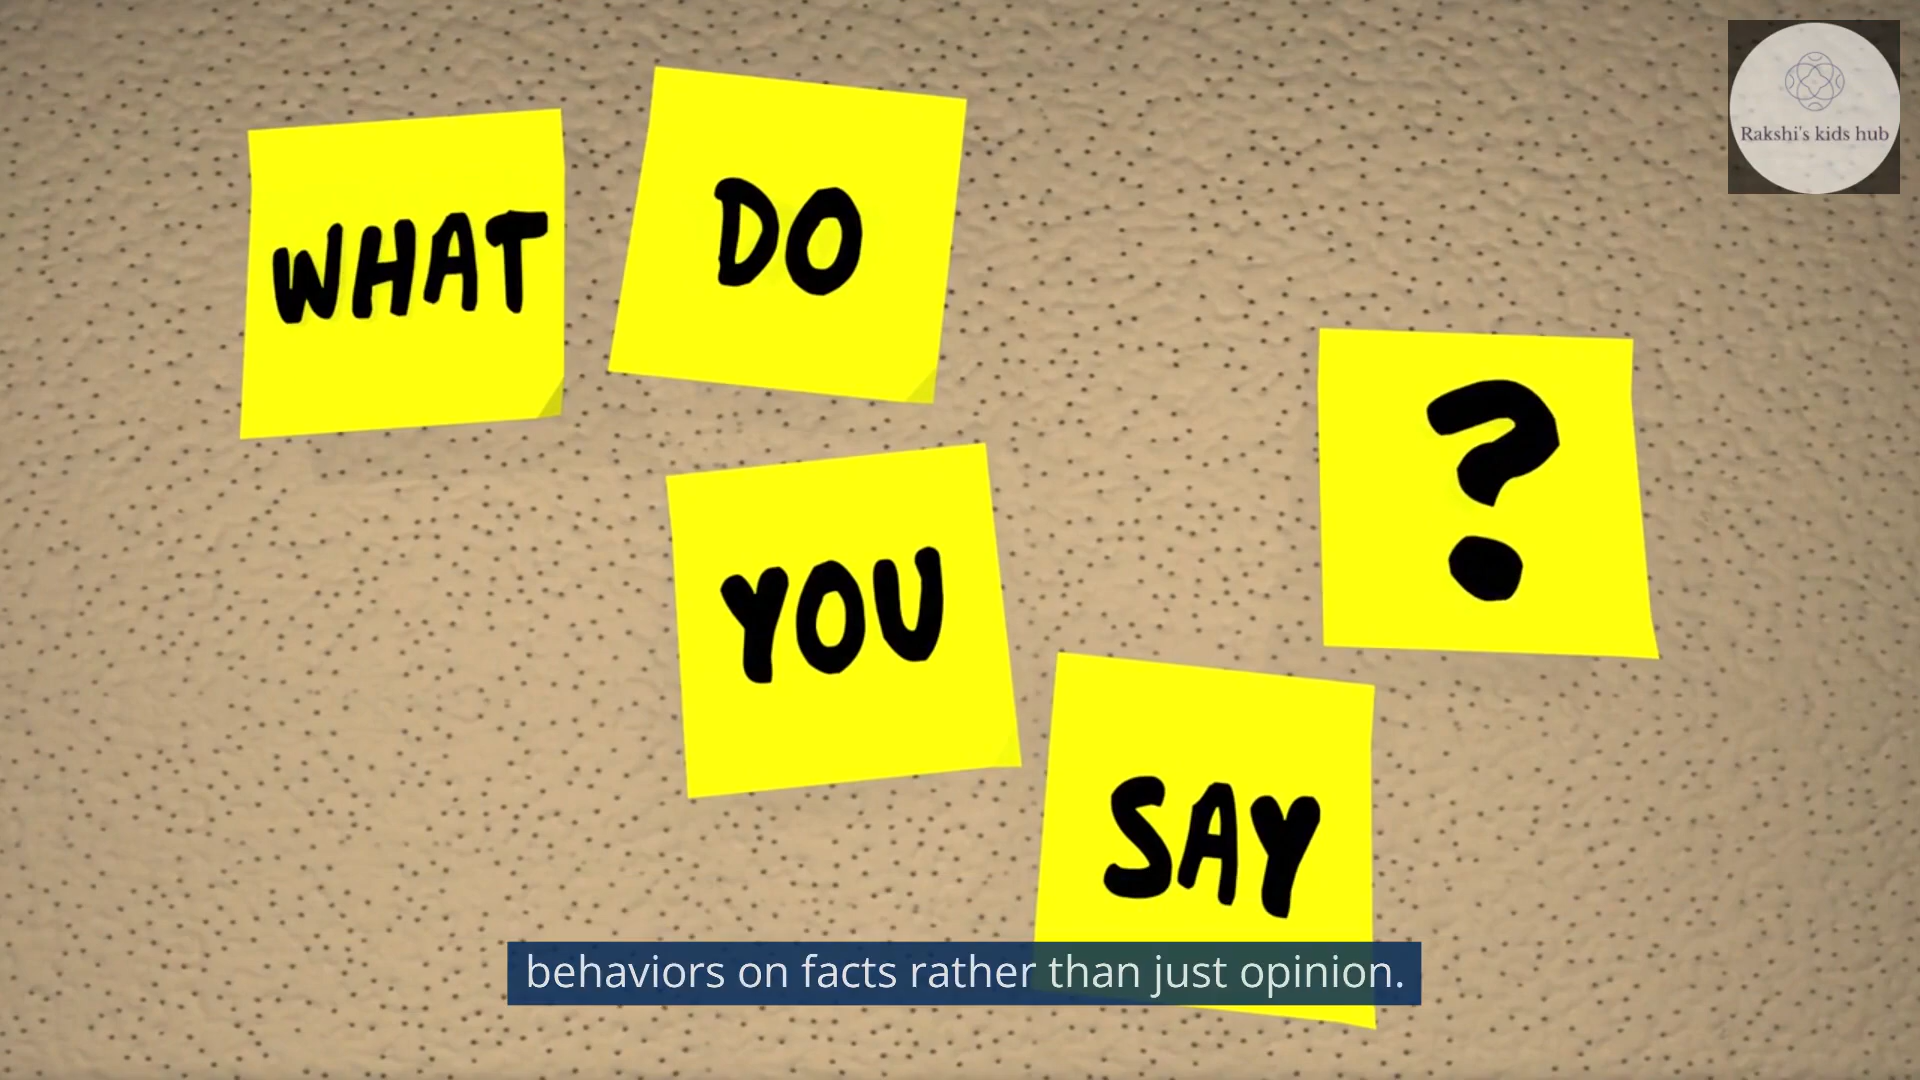 WHAT
DO
YOU
SAY
?
Rakshi's kids hub
behaviors on facts rather than just opinion.